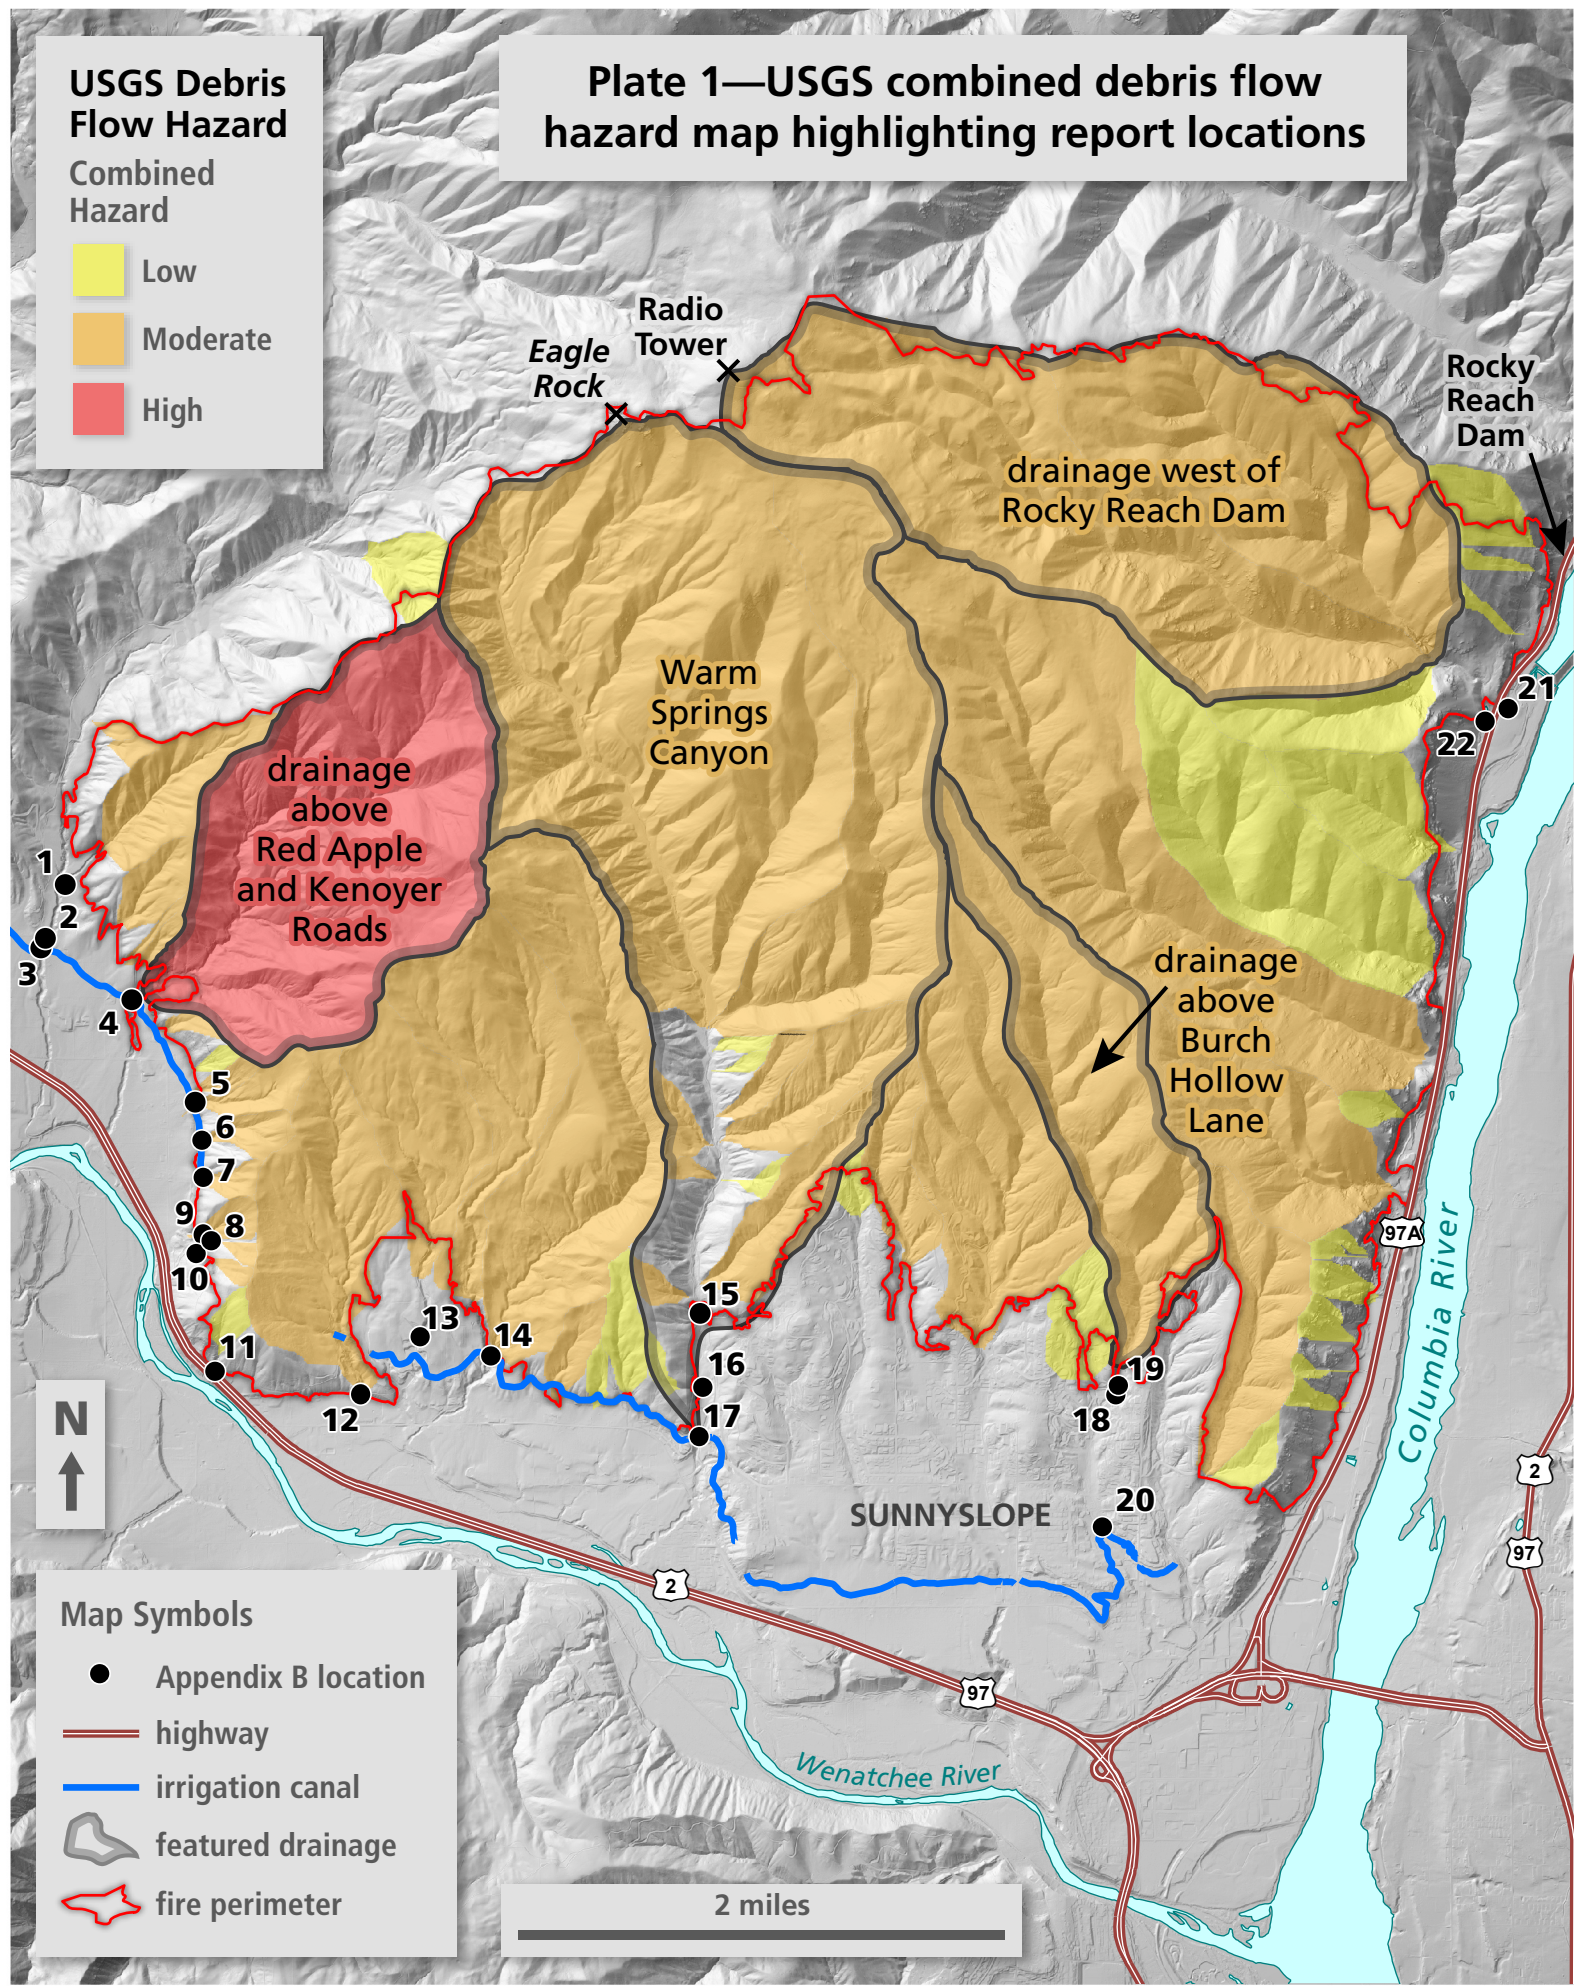 Plate 1—USGS combined debris flow
hazard map highlighting report locations
USGS Debris
Flow Hazard
Combined
Hazard
Low
Moderate
High
Radio
Tower
Eagle
Rock
Rocky
Reach
Dam
drainage west of
Rocky Reach Dam
Warm
Springs
Canyon
drainage
above
Red Apple
and Kenoyer
Roads
drainage
above
Burch
Hollow
Lane
1
2
3
4
5
6
7
8
9
10
11
12
13
14
15
16
17
18
19
20
21
22
97A
Columbia River
2
97
SUNNYSLOPE
2
97
Wenatchee River
N
Map Symbols
Appendix B location
highway
irrigation canal
featured drainage
fire perimeter
2 miles